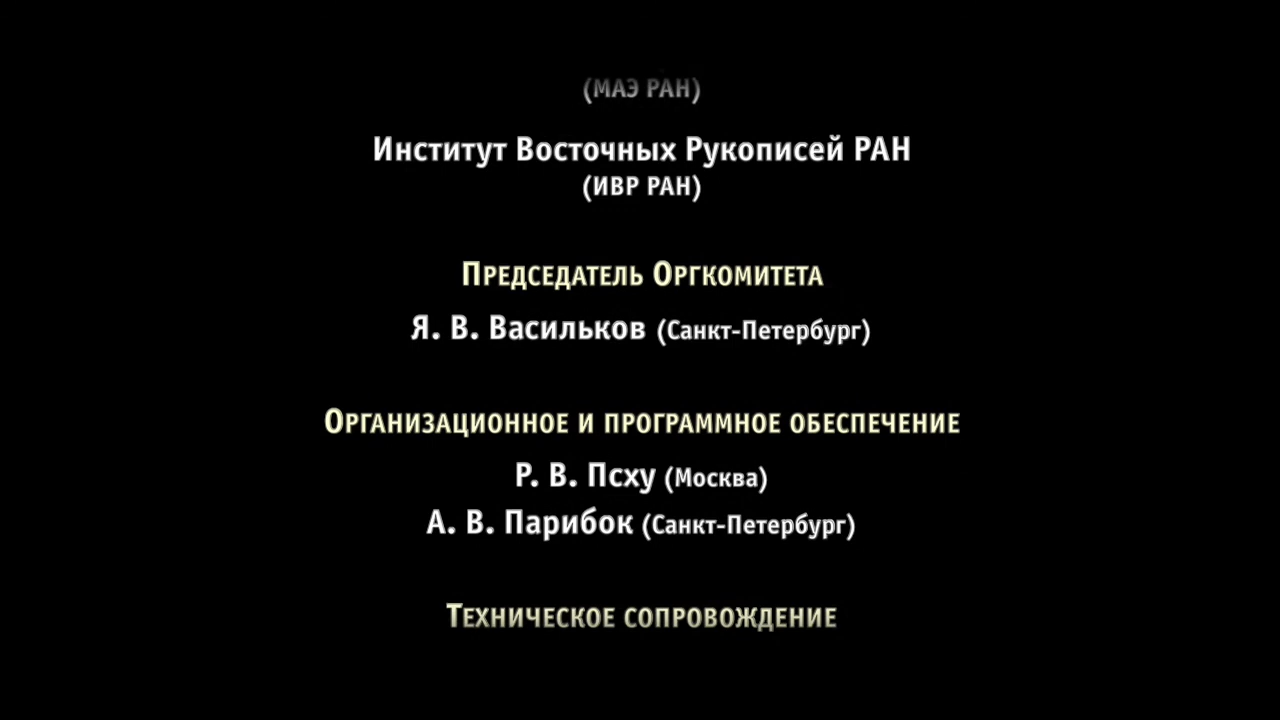 (МАЭ РАН)
Институт Восточных Рукописей РАН
(ИВР РАН)
Председатель Оргкомитета
Я. В. Васильков (Санкт-Петербург)
Организационное и программное обеспечение
Р. В. Псху (Москва)
А. В. Парибок (Санкт-Петербург)
Техническое сопровождение